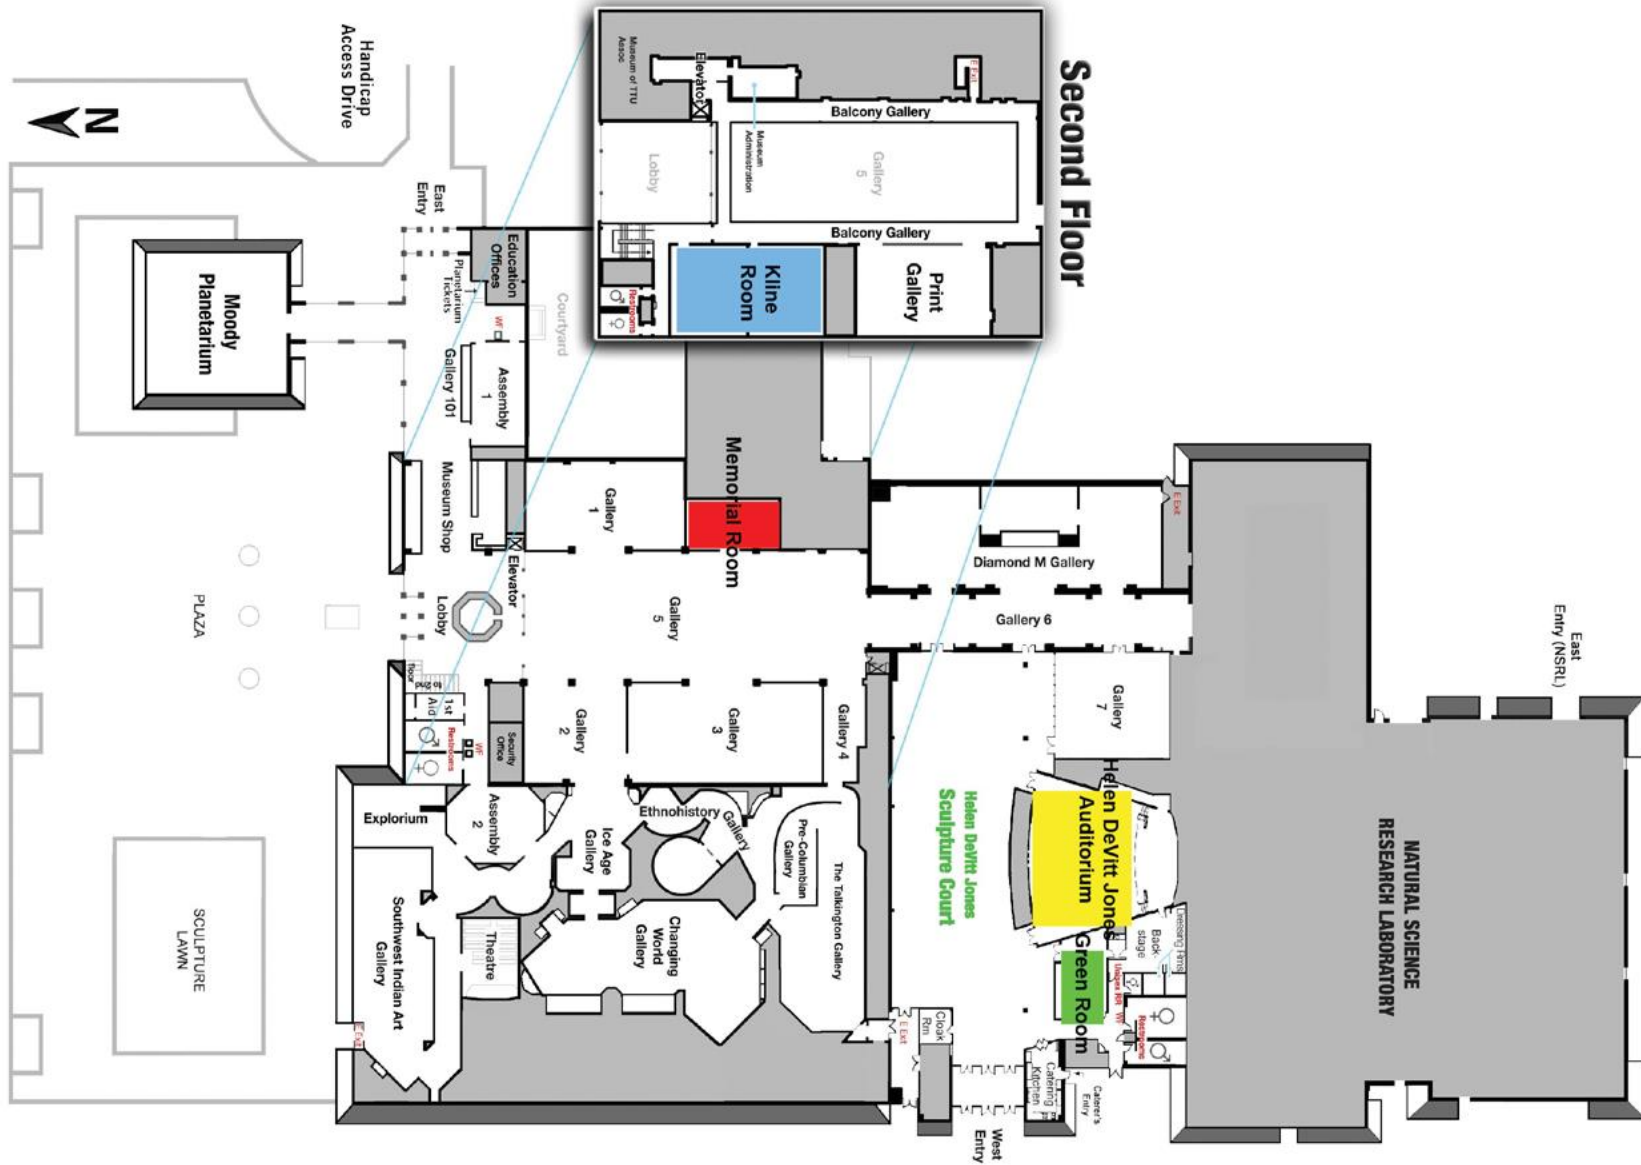 Second Floor
Museum of TTU
Assoc
Elevator
E Exit
Balcony Gallery
Museum
Administration
Gallery
5
Lobby
Balcony Gallery
Kline
Room
Print
Gallery
Restrooms
Handicap
Access Drive
N
East
Entry
Education
Offices
Planetarium
Tickets
Moody
Planetarium
Courtyard
WF
Gallery 101
Assembly
1
Museum Shop
Gallery
1
Memorial Room
Elevator
Lobby
PLAZA
Gallery
5
E Exit
Diamond M Gallery
Gallery 6
East
Entry (NSRL)
to 2nd
floor
1st
Aid
Restrooms
WF
Security
Office
Gallery
2
Gallery
3
Gallery 4
Gallery
7
Explorium
Assembly
2
Ice Age
Gallery
Ethnohistory
Gallery
Pre-Columbian
Gallery
The Talkington Gallery
Helen DeVitt Jones
Sculpture Court
Helen DeVitt Jones
Auditorium
NATURAL SCIENCE
RESEARCH LABORATORY
SCULPTURE
LAWN
Southwest Indian Art
Gallery
Theatre
Changing
World
Gallery
Dressing Rms
Back-
stage
Green Room
Unisex RR
WF
Restrooms
E Exit
E Exit
Cloak
Rm
Catering
Kitchen
Caterer's
Entry
West
Entry